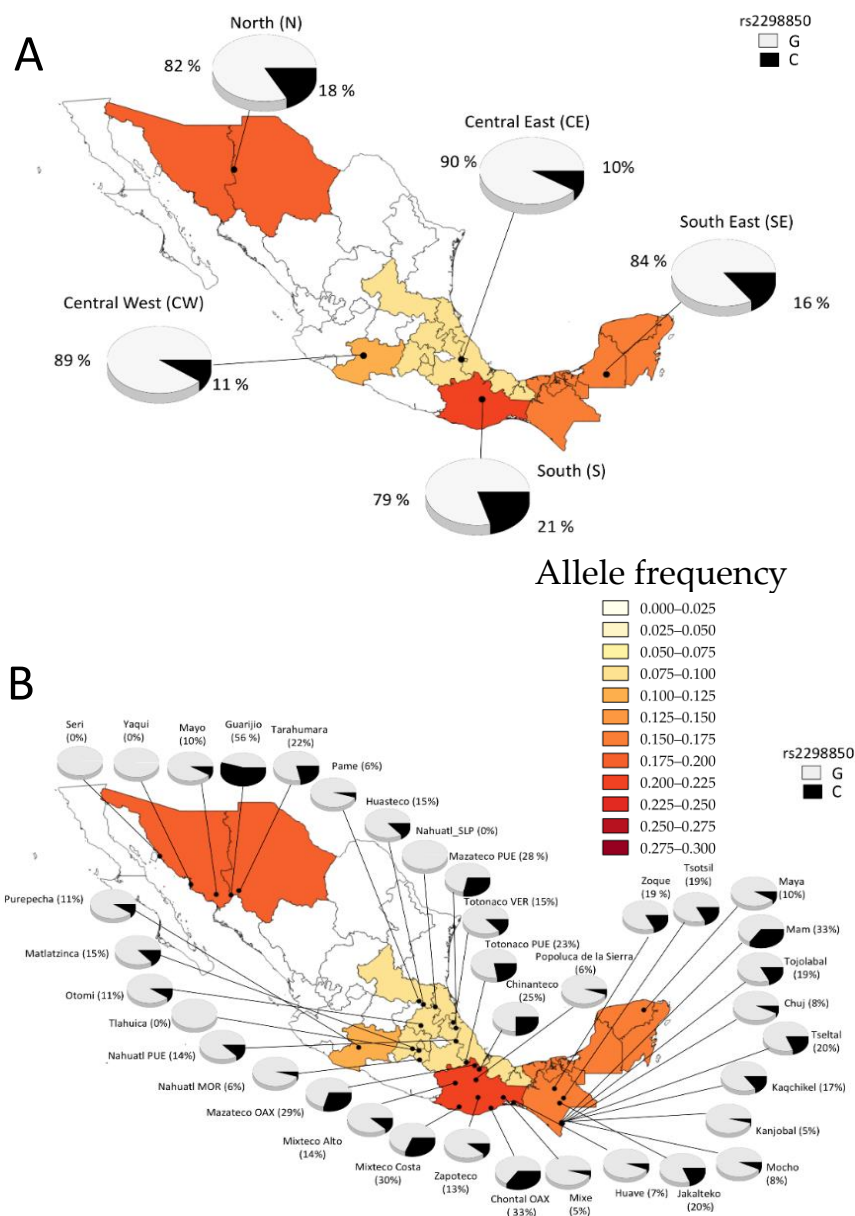 A
North (N)
82 %
18 %
rs2298850
G
C
Central East (CE)
90 %
10%
South East (SE)
84 %
16 %
Central West (CW)
89 %
11 %
South (S)
79 %
21 %
Allele frequency
0.000–0.025
0.025–0.050
0.050–0.075
0.075–0.100
0.100–0.125
0.125–0.150
0.150–0.175
0.175–0.200
0.200–0.225
0.225–0.250
0.250–0.275
0.275–0.300
B
rs2298850
G
C
Seri
(0%)
Yaqui
(0%)
Mayo
(10%)
Guarijio
(56 %)
Tarahumara
(22%)
Pame (6%)
Huasteco (15%)
Nahuatl_SLP (0%)
Mazateco PUE (28 %)
Totonaco VER (15%)
Totonaco PUE (23%)
Popoluca de la Sierra
(6%)
Chinanteco
(25%)
Zoque
(19 %)
Tsotsil
(19%)
Maya
(10%)
Mam (33%)
Tojolabal
(19%)
Chuj (8%)
Tseltal
(20%)
Kaqchikel (17%)
Kanjobal
(5%)
Mocho
(8%)
Jakalteko
(20%)
Huave (7%)
Mixe
(5%)
Chontal OAX
( 33%)
Zapoteco
(13%)
Mixteco Costa
(30%)
Mixteco Alto
(14%)
Mazateco OAX (29%)
Nahuatl MOR (6%)
Nahuatl PUE (14%)
Tlahuica (0%)
Otomi (11%)
Matlatzinca (15%)
Purepecha (11%)